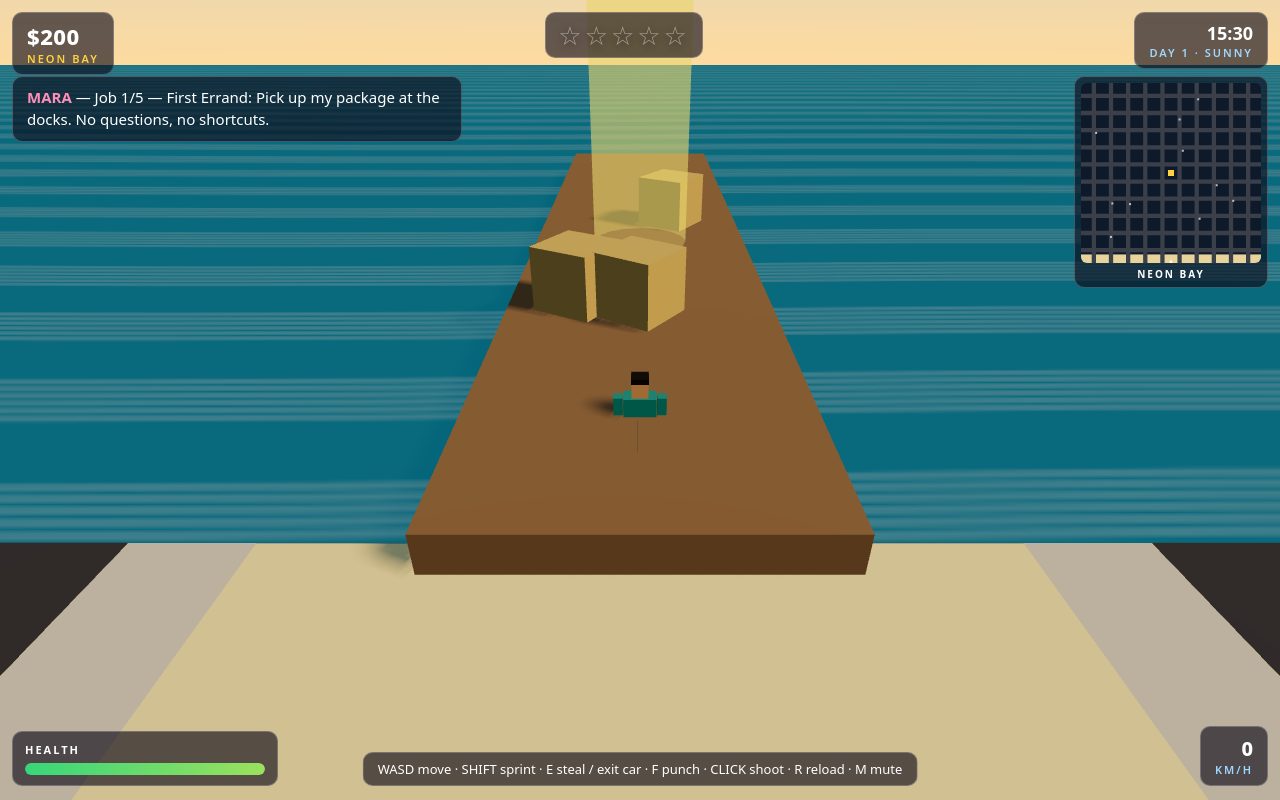 $200
NEON BAY
☆☆☆☆☆
15:30
DAY 1 · SUNNY
MARA — Job 1/5 — First Errand: Pick up my package at the
docks. No questions, no shortcuts.
NEON BAY
HEALTH
WASD move · SHIFT sprint · E steal / exit car · F punch · CLICK shoot · R reload · M mute
0
KM/H